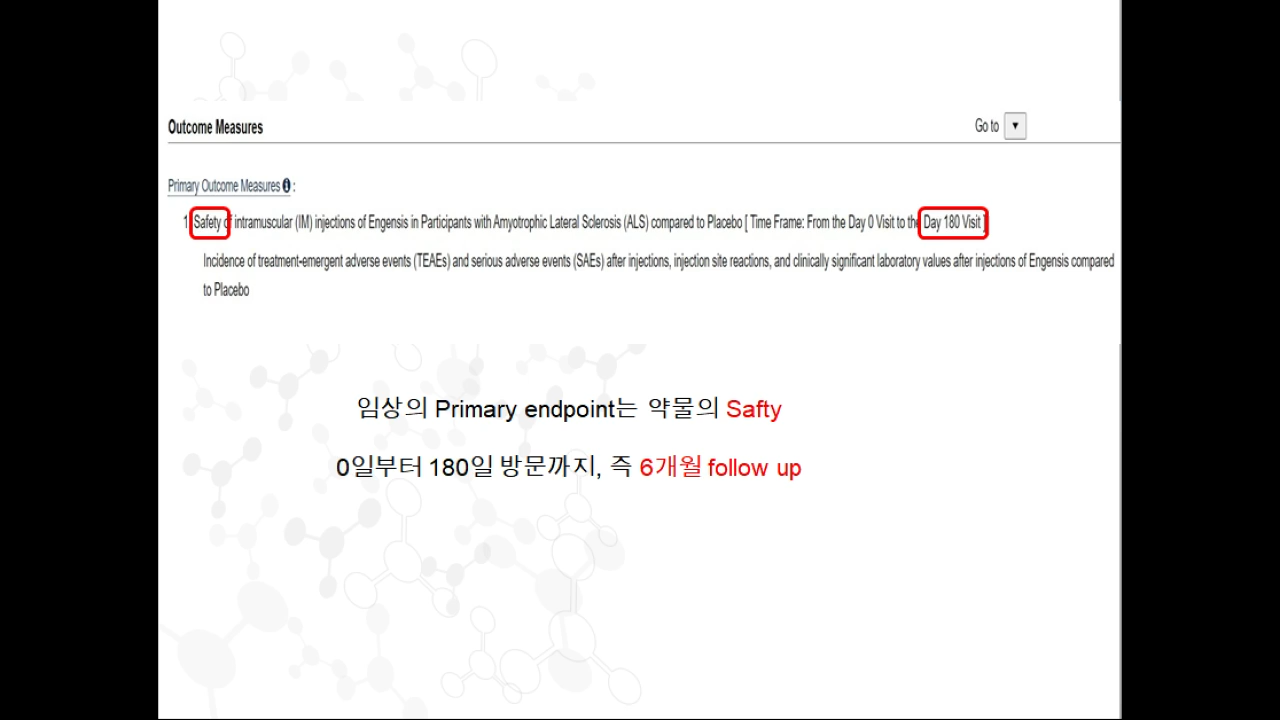 Outcome Measures
Go to
Primary Outcome Measures :
1. Safety of intramuscular (IM) injections of Engensis in Participants with Amyotrophic Lateral Sclerosis (ALS) compared to Placebo [ Time Frame: From the Day 0 Visit to the Day 180 Visit ]
Incidence of treatment-emergent adverse events (TEAEs) and serious adverse events (SAEs) after injections, injection site reactions, and clinically significant laboratory values after injections of Engensis compared
to Placebo
임상의 Primary endpoint는 약물의 Safty
0일부터 180일 방문까지, 즉 6개월 follow up